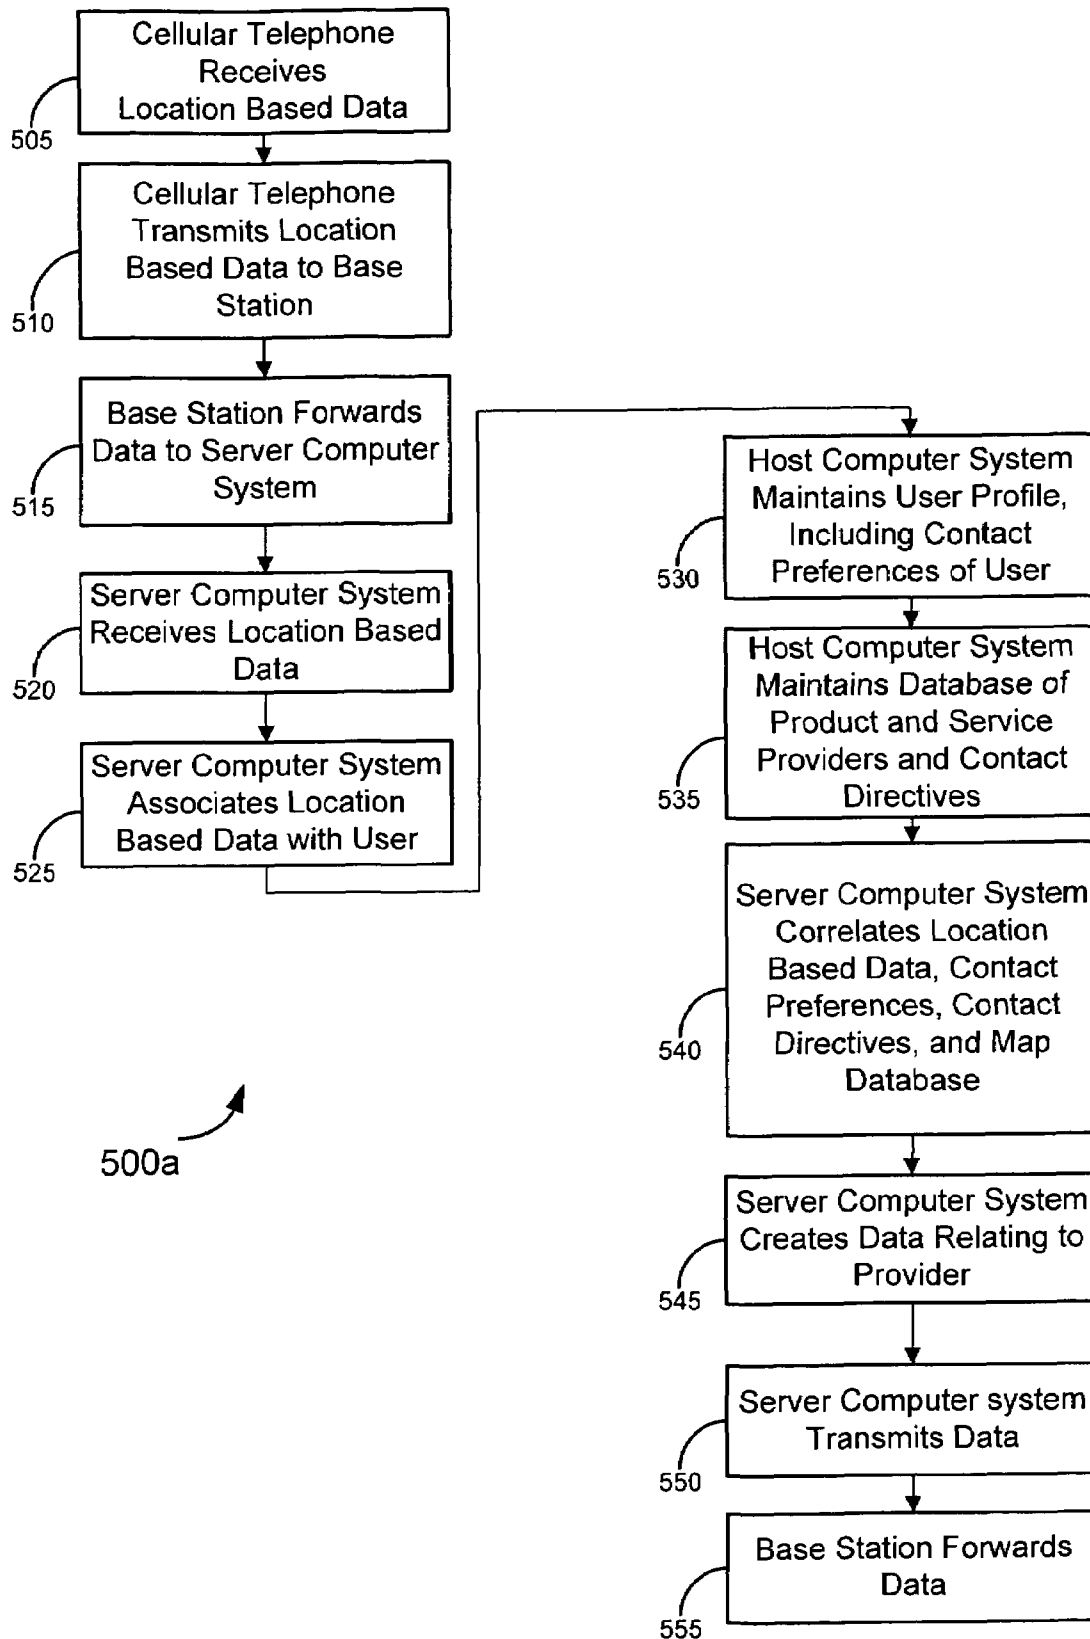 Cellular Telephone
Receives
Location Based Data
505
Cellular Telephone
Transmits Location
Based Data to Base
Station
510
Base Station Forwards
Data to Server Computer
System
515
Server Computer System
Receives Location Based
Data
520
Server Computer System
Associates Location
Based Data with User
525
500a
Host Computer System
Maintains User Profile,
Including Contact
Preferences of User
530
Host Computer System
Maintains Database of
Product and Service
Providers and Contact
Directives
535
Server Computer System
Correlates Location
Based Data, Contact
Preferences, Contact
Directives, and Map
Database
540
Server Computer System
Creates Data Relating to
Provider
545
Server Computer system
Transmits Data
550
Base Station Forwards
Data
555